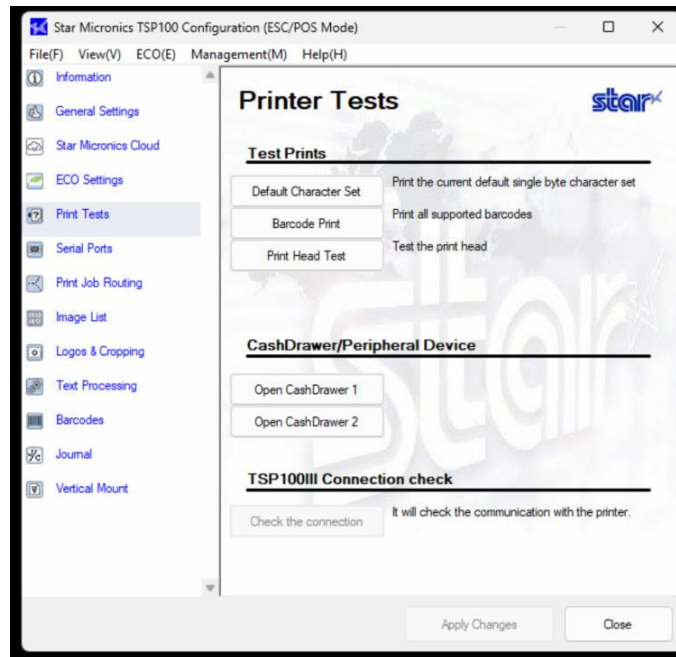 Star Micronics TSP100 Configuration (ESC/POS Mode)
File(F) View(V) ECO(E) Management(M) Help(H)
Information
General Settings
Star Micronics Cloud
ECO Settings
Print Tests
Serial Ports
Print Job Routing
Image List
Logos & Cropping
Text Processing
Barcodes
Journal
Vertical Mount
Printer Tests
star
Test Prints
Default Character Set
Print the current default single byte character set
Barcode Print
Print all supported barcodes
Print Head Test
Test the print head
CashDrawer/Peripheral Device
Open CashDrawer 1
Open CashDrawer 2
TSP100III Connection check
Check the connection
It will check the communication with the printer.
Apply Changes
Close